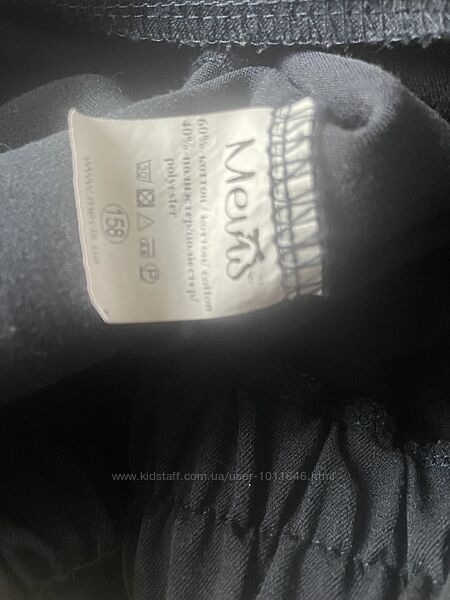 Mevis
60%-коттон / коттон/ cotton
40%-полиэстер/поліестер/
polyester
158
www.mevis.ua
www.kidstaff.com.ua/user-1011646.html